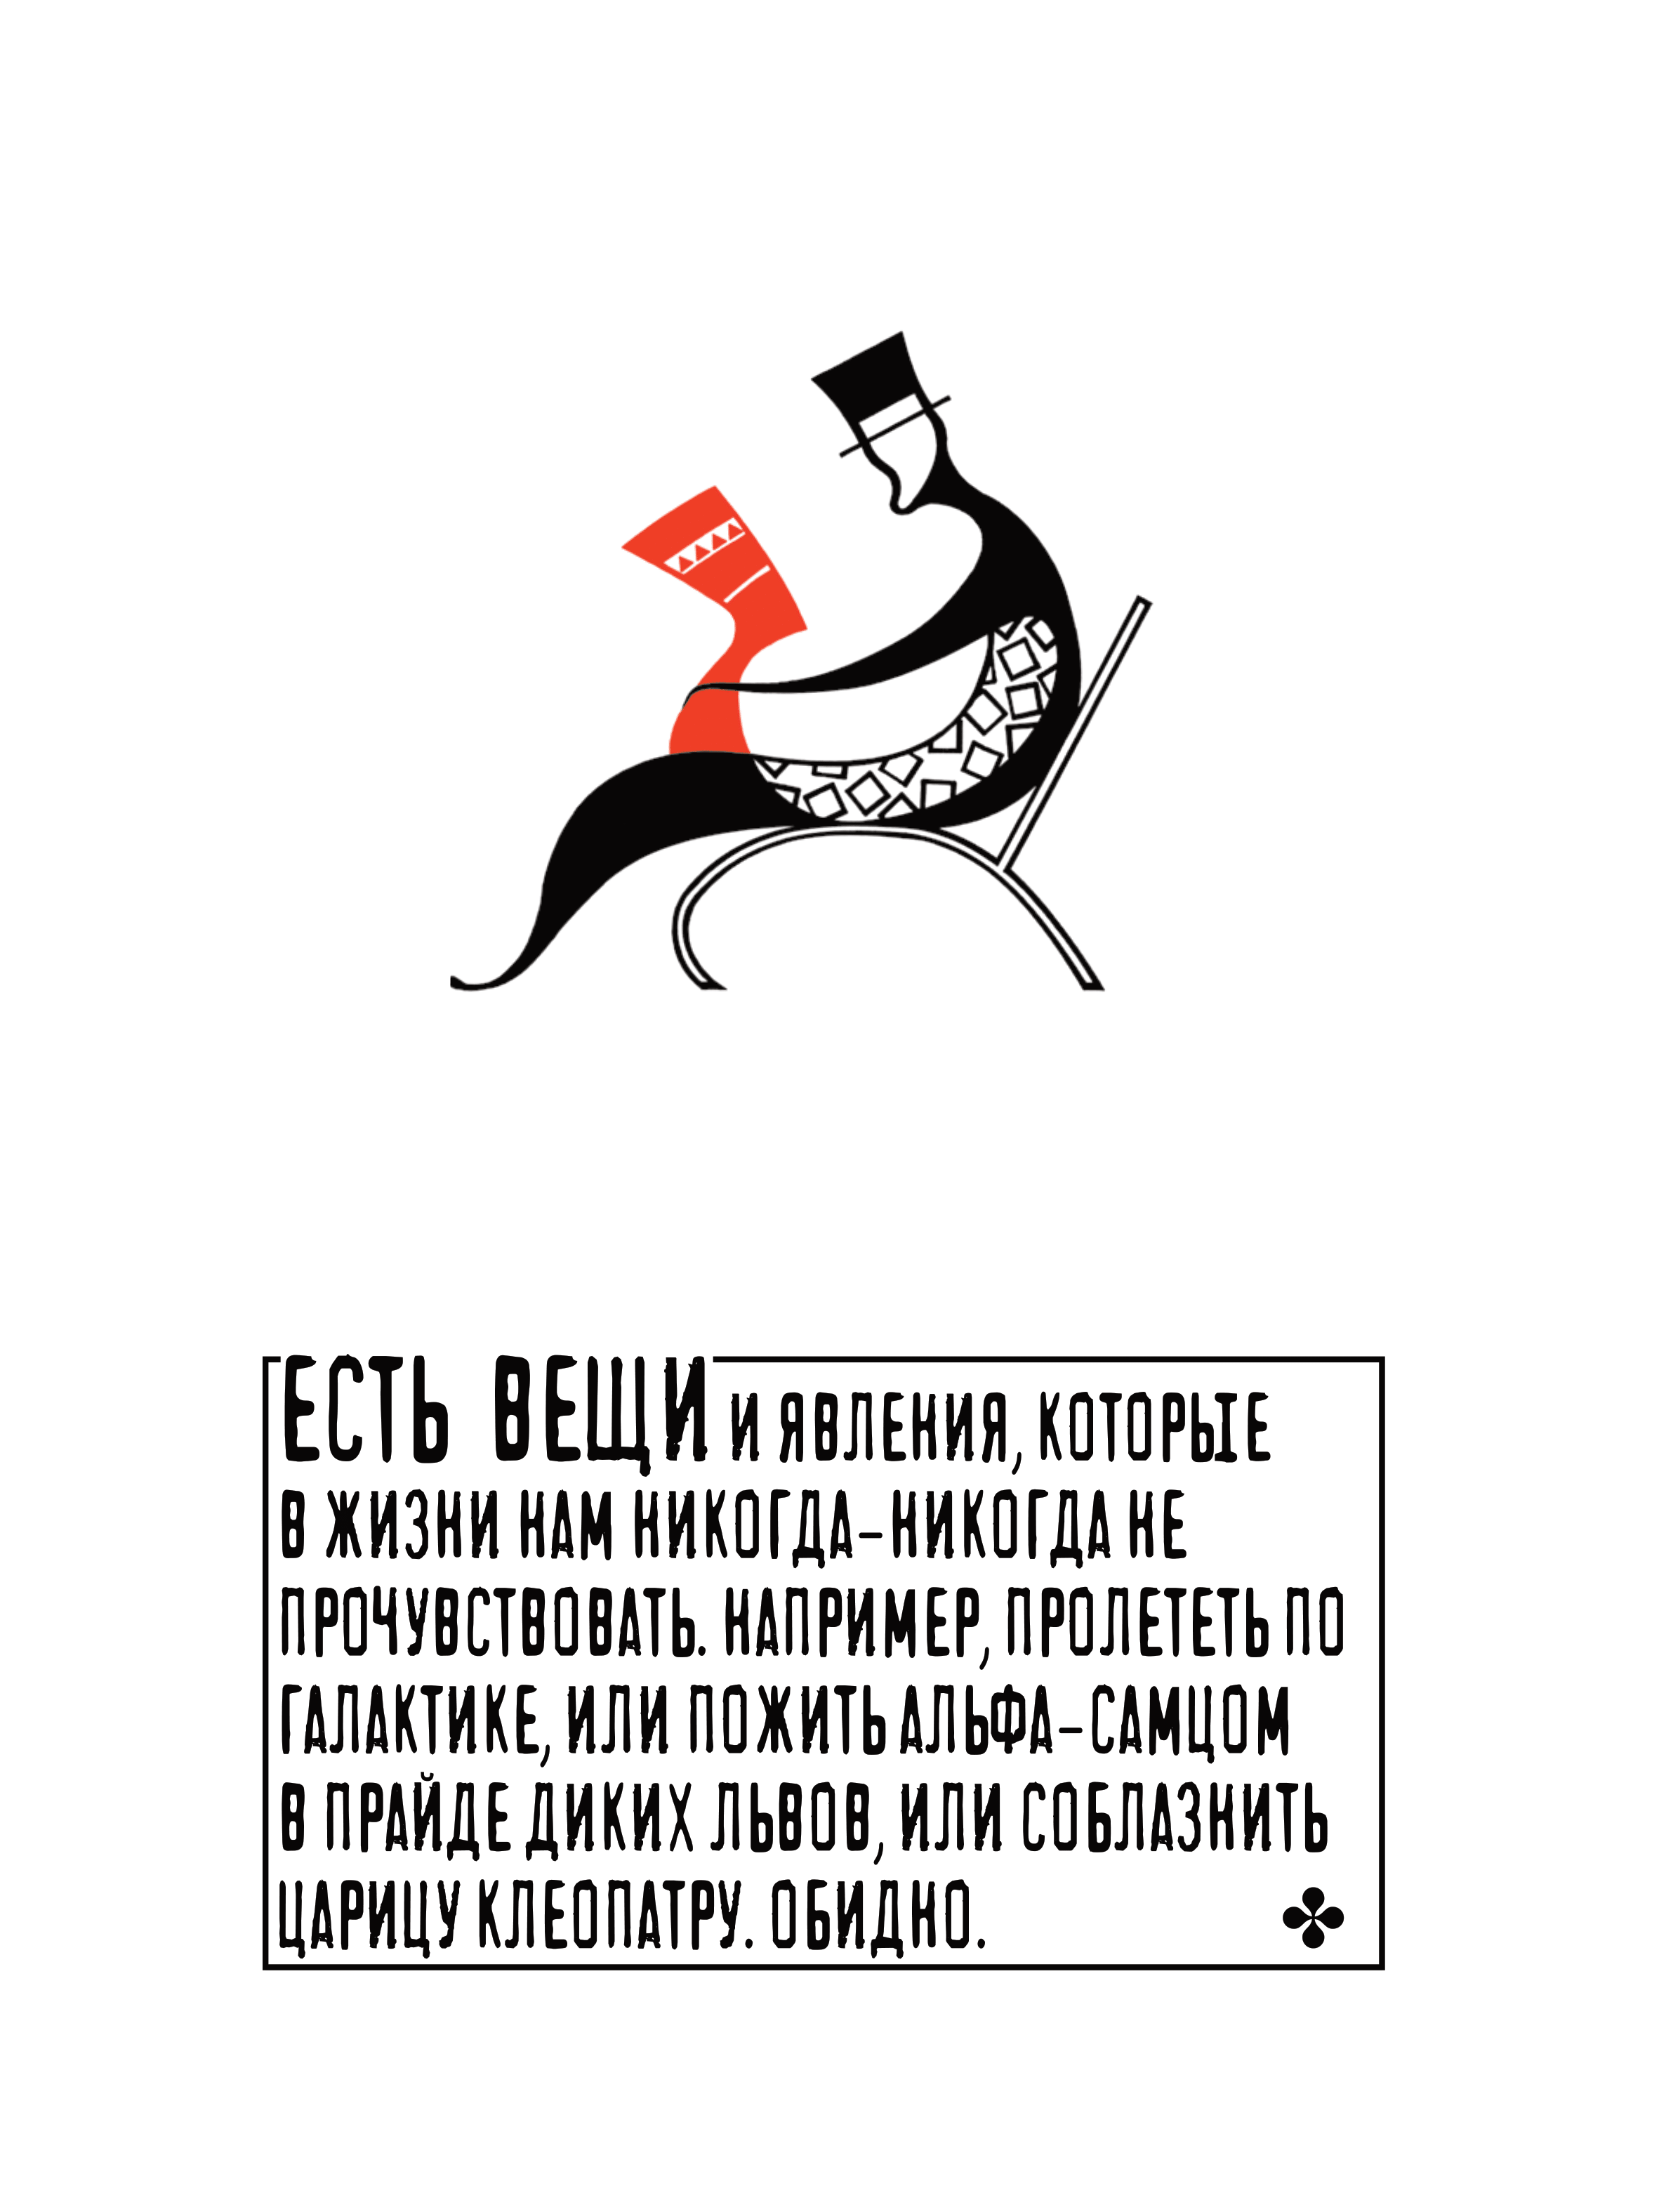 Есть вещи и явления, которые
в жизни нам никогда-никогда не
прочувствовать. Например, пролететь по
галактике, или пожить альфа-самцом
в прайде диких львов, или соблазнить
царицу Клеопатру. Обидно.